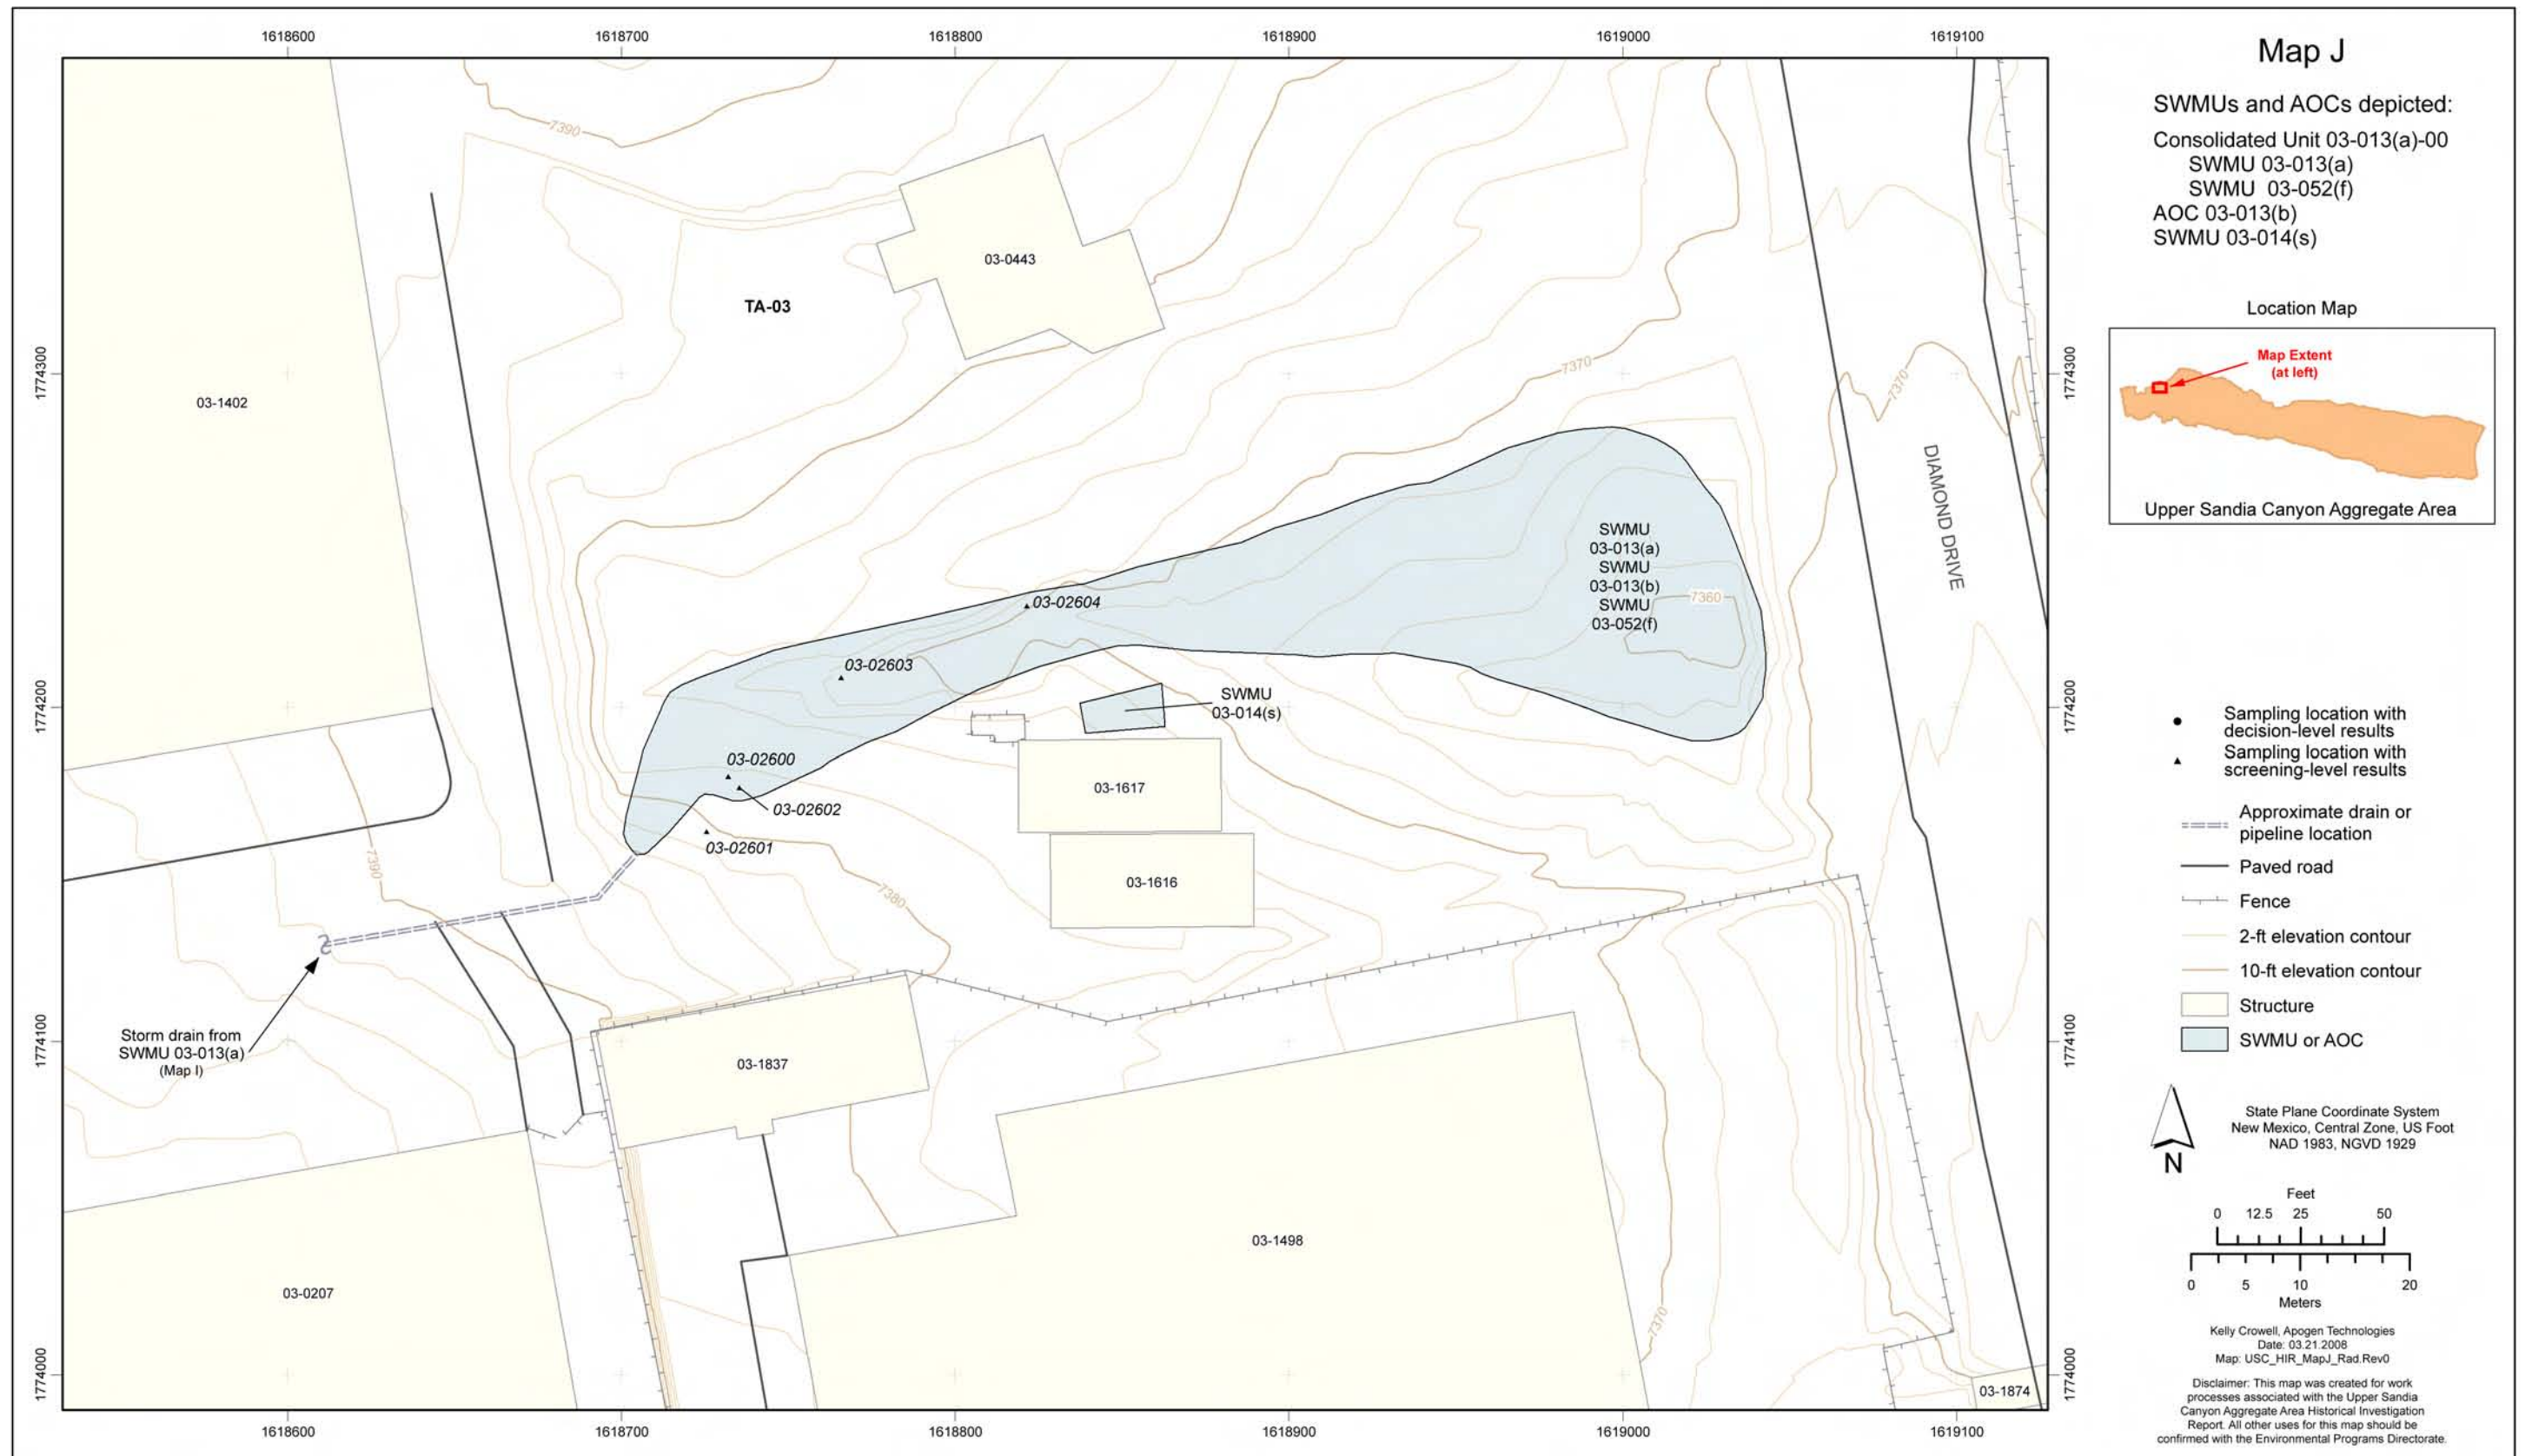 1618600
1618700
1618800
1618900
1619000
1619100
Map J
SWMUs and AOCs depicted:
Consolidated Unit 03-013(a)-00
SWMU 03-013(a)
SWMU 03-052(f)
AOC 03-013(b)
SWMU 03-014(s)
Location Map
Map Extent
(at left)
Upper Sandia Canyon Aggregate Area
7390
03-0443
TA-03
1774300
1774300
7370
7370
03-1402
DIAMOND DRIVE
SWMU
03-013(a)
SWMU
03-013(b)
SWMU
03-052(f)
7360
03-02604
03-02603
SWMU
03-014(s)
1774200
1774200
03-02600
03-02602
03-02601
03-1617
03-1616
7390
7380
Storm drain from
SWMU 03-013(a)
(Map I)
1774100
1774100
03-1837
03-1498
03-0207
7370
03-1874
1774000
1774000
1618600
1618700
1618800
1618900
1619000
1619100
Sampling location with
decision-level results
Sampling location with
screening-level results
Approximate drain or
pipeline location
Paved road
Fence
2-ft elevation contour
10-ft elevation contour
Structure
SWMU or AOC
N
State Plane Coordinate System
New Mexico, Central Zone, US Foot
NAD 1983, NGVD 1929
Feet
0 12.5 25 50
0 5 10 20
Meters
Kelly Crowell, Apogen Technologies
Date: 03.21.2008
Map: USC_HIR_MapJ_Rad.Rev0
Disclaimer: This map was created for work
processes associated with the Upper Sandia
Canyon Aggregate Area Historical Investigation
Report. All other uses for this map should be
confirmed with the Environmental Programs Directorate.